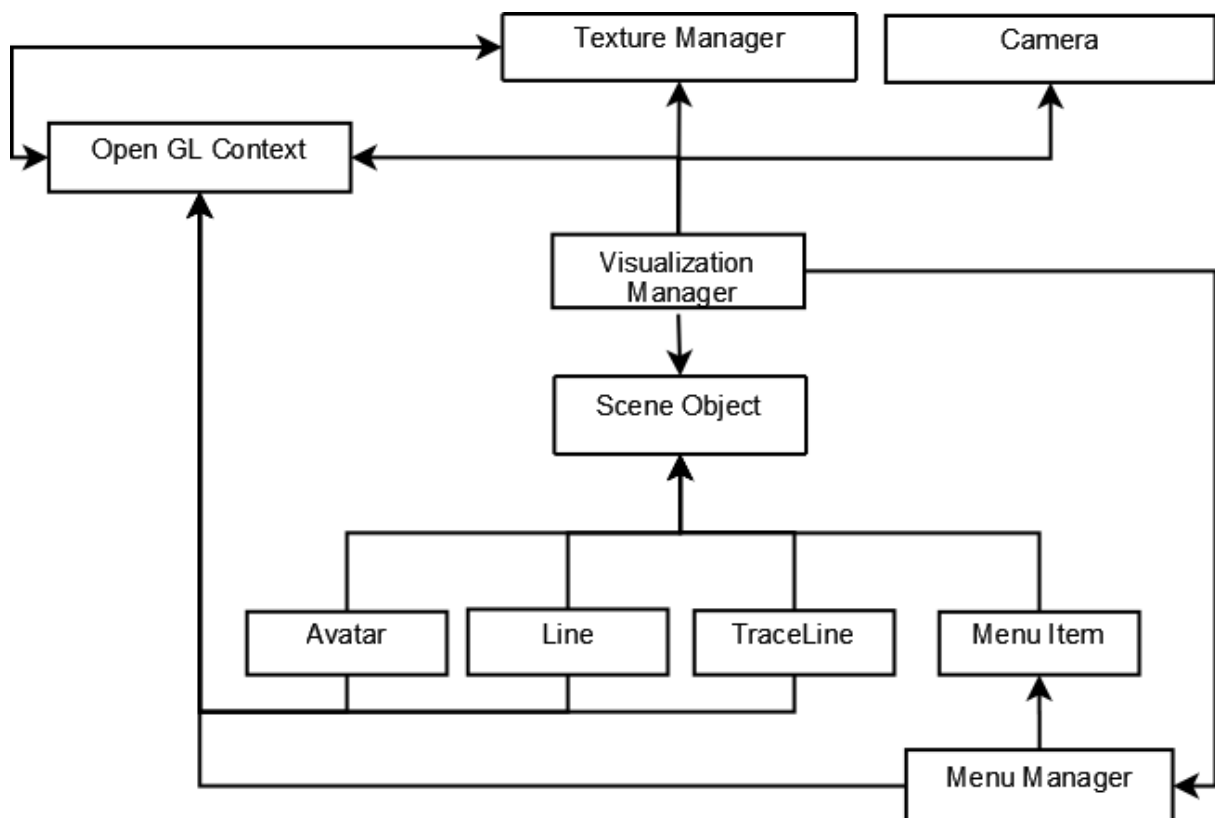 Texture Manager
Camera
Open GL Context
Visualization
Manager
Scene Object
Avatar
Line
TraceLine
Menu Item
Menu Manager